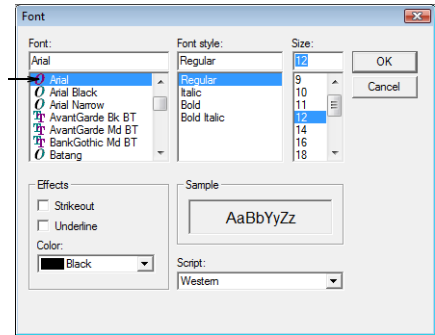 Font
Font: Font style: Size:
Arial Regular 12 OK
Arial Regular 9 Cancel
Arial Black Italic 10
Arial Narrow Bold 11
AvantGarde Bk BT Bold Italic 12
AvantGarde Md BT 14
BankGothic Md BT 16
Batang 18
Effects Sample
Strikeout
Underline AaBbYyZz
Color:
Black Script:
Western